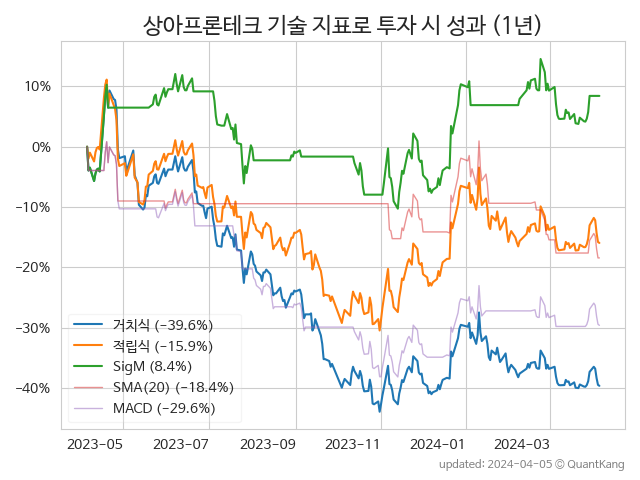 상아프론테크 기술 지표로 투자 시 성과 (1년)
10%
0%
−10%
−20%
−30%
−40%
거치식 (−39.6%)
적립식 (−15.9%)
SigM (8.4%)
SMA(20) (−18.4%)
MACD (−29.6%)
2023-05
2023-07
2023-09
2023-11
2024-01
2024-03
updated: 2024-04-05 © QuantKang